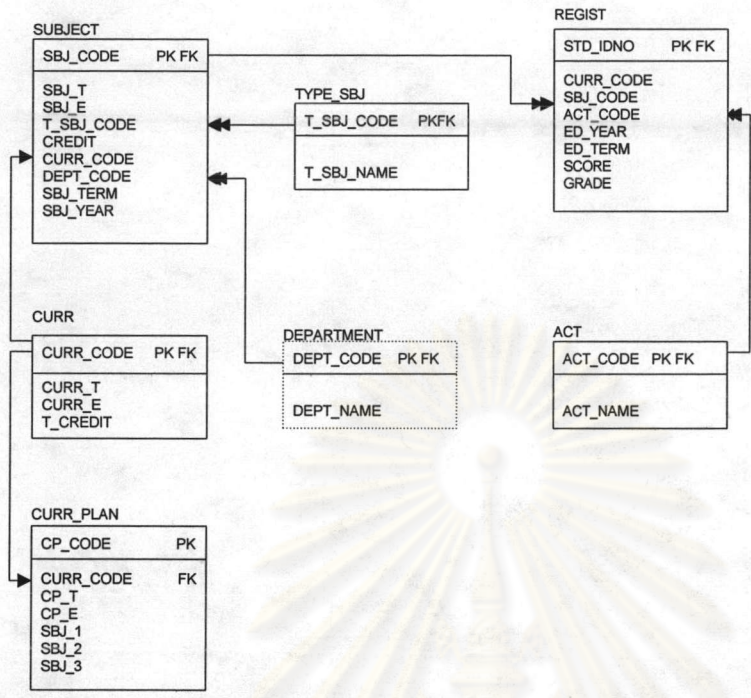 SUBJECT
SBJ_CODE PK FK
SBJ_T
SBJ_E
T_SBJ_CODE
CREDIT
CURR_CODE
DEPT_CODE
SBJ_TERM
SBJ_YEAR
TYPE_SBJ
T_SBJ_CODE PKFK
T_SBJ_NAME
REGIST
STD_IDNO PK FK
CURR_CODE
SBJ_CODE
ACT_CODE
ED_YEAR
ED_TERM
SCORE
GRADE
CURR
CURR_CODE PK FK
CURR_T
CURR_E
T_CREDIT
DEPARTMENT
DEPT_CODE PK FK
DEPT_NAME
ACT
ACT_CODE PK FK
ACT_NAME
CURR_PLAN
CP_CODE PK
CURR_CODE FK
CP_T
CP_E
SBJ_1
SBJ_2
SBJ_3